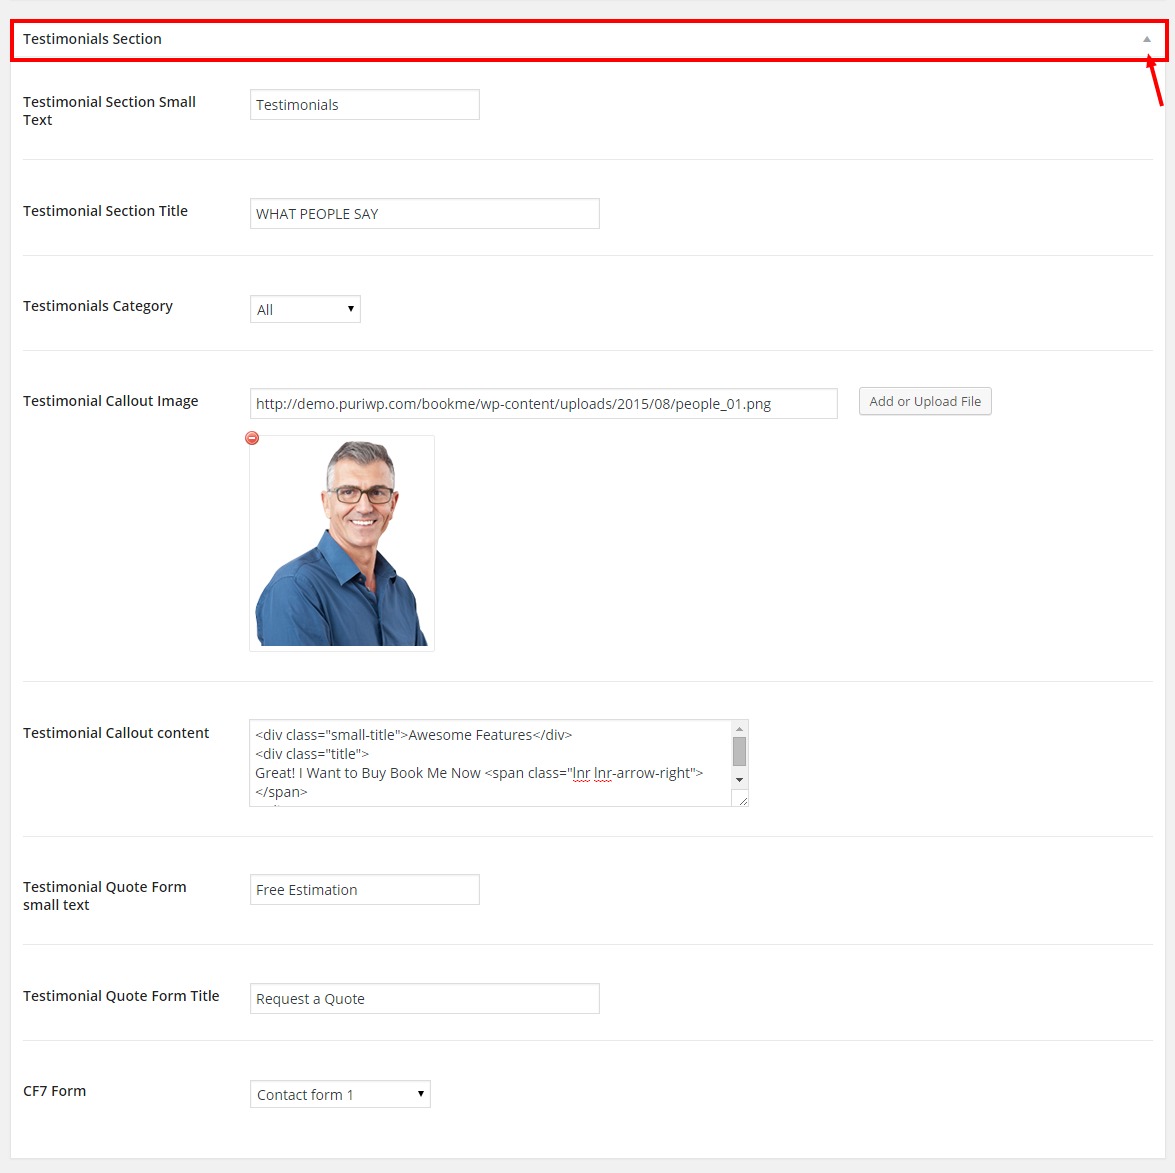 Testimonials Section
Testimonial Section Small
Text
Testimonials
Testimonial Section Title
WHAT PEOPLE SAY
Testimonials Category
All
Testimonial Callout Image
http://demo.puriwp.com/bookme/wp-content/uploads/2015/08/people_01.png
Add or Upload File
Testimonial Callout content
<div class="small-title">Awesome Features</div>
<div class="title">
Great! I Want to Buy Book Me Now <span class="lnr lnr-arrow-right">
</span>
Testimonial Quote Form
small text
Free Estimation
Testimonial Quote Form Title
Request a Quote
CF7 Form
Contact form 1